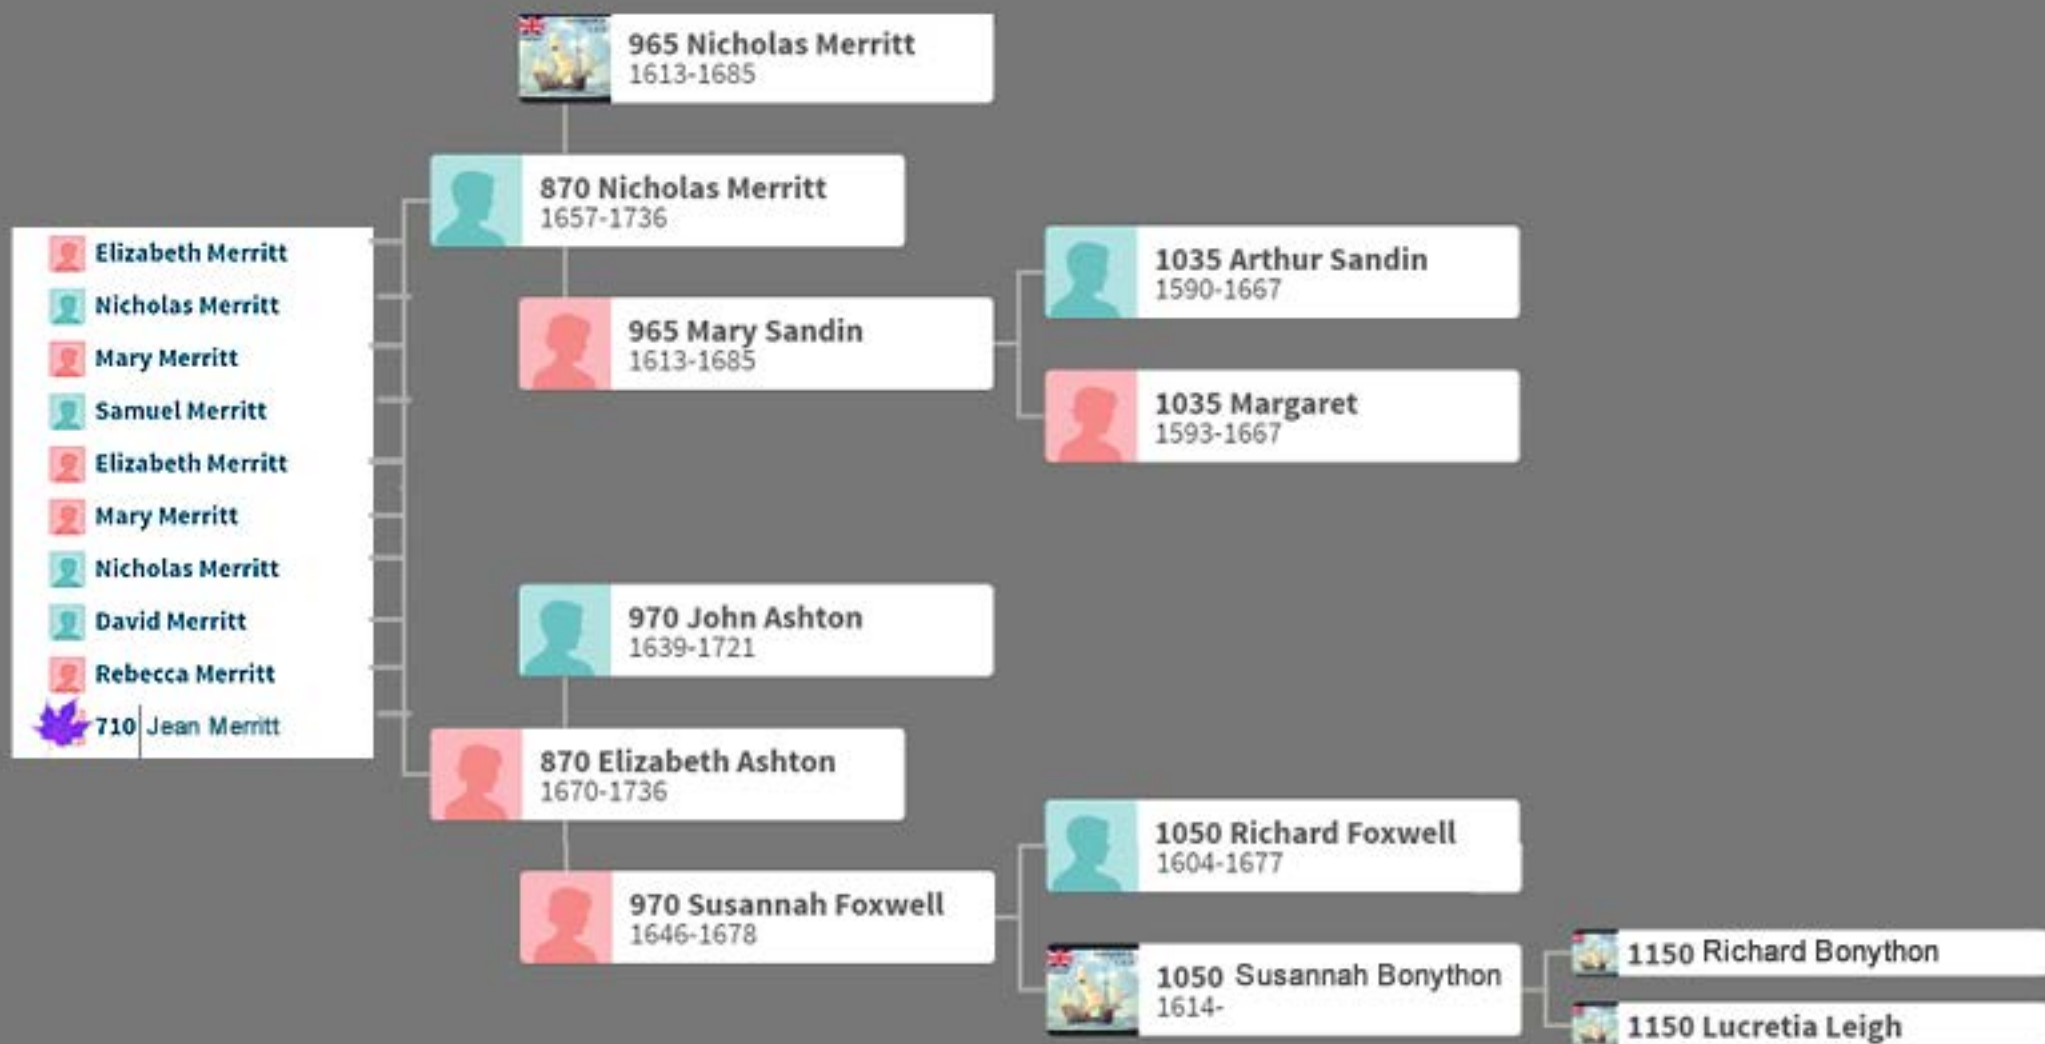 965 Nicholas Merritt
1613-1685
870 Nicholas Merritt
1657-1736
Elizabeth Merritt
Nicholas Merritt
Mary Merritt
Samuel Merritt
Elizabeth Merritt
Mary Merritt
Nicholas Merritt
David Merritt
Rebecca Merritt
710 Jean Merritt
965 Mary Sandin
1613-1685
1035 Arthur Sandin
1590-1667
1035 Margaret
1593-1667
970 John Ashton
1639-1721
870 Elizabeth Ashton
1670-1736
970 Susannah Foxwell
1646-1678
1050 Richard Foxwell
1604-1677
1050 Susannah Bonython
1614-
1150 Richard Bonython
1150 Lucretia Leigh